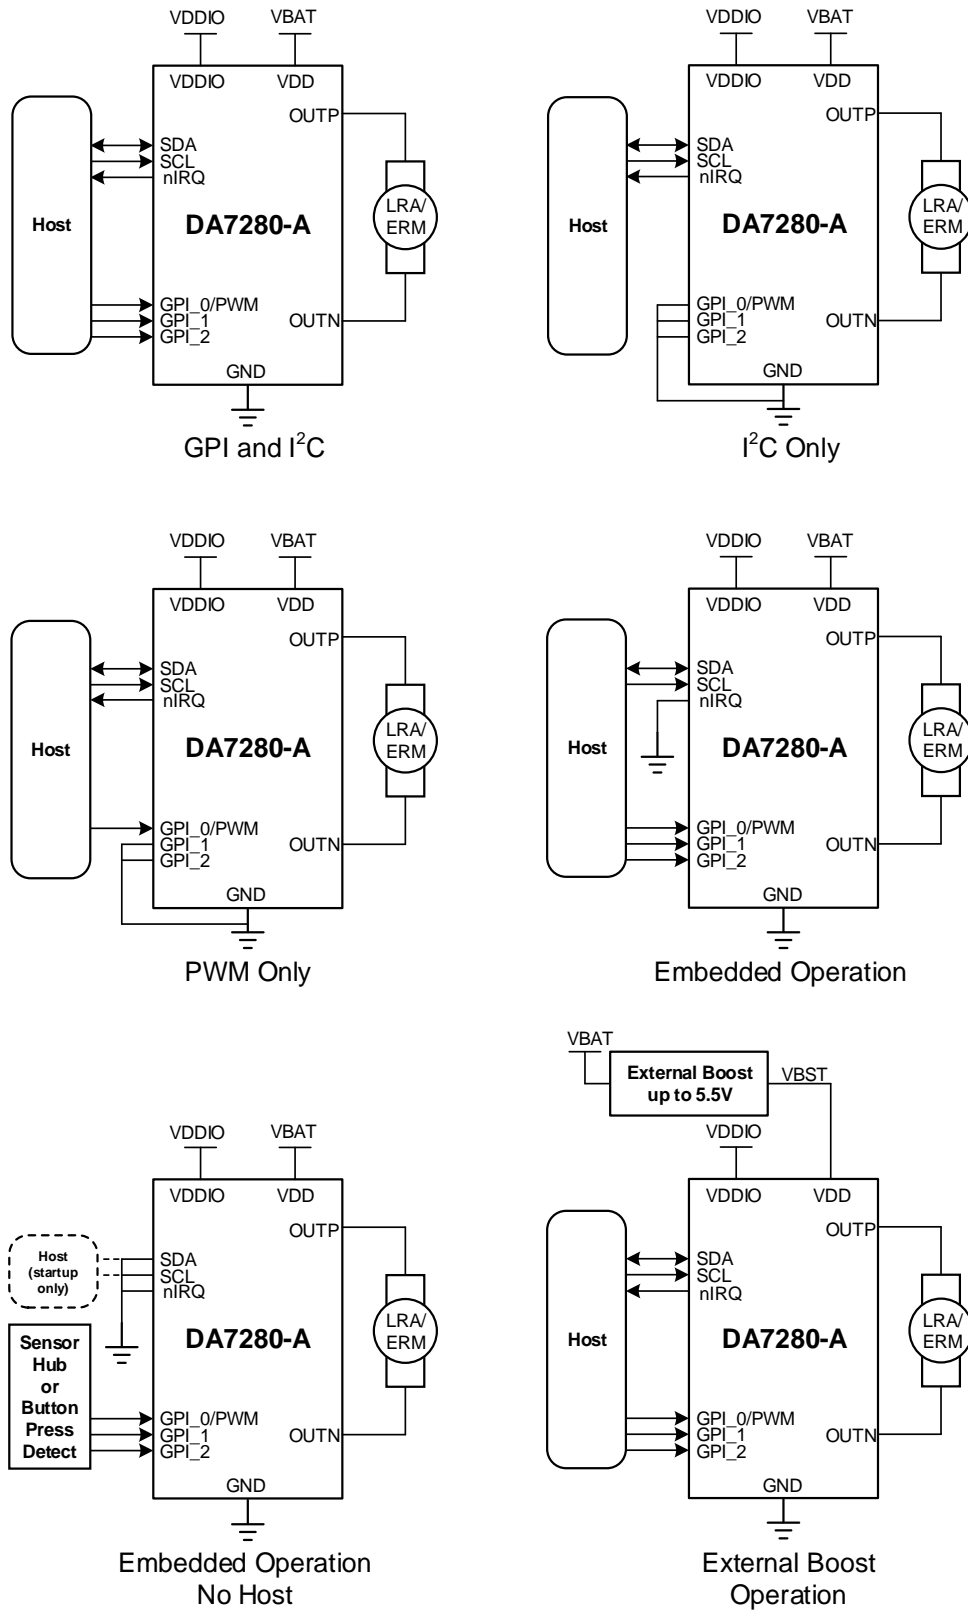 VDDIO VBAT
VDDIO VDD
OUTP
SDA
SCL
nIRQ
Host
DA7280-A
LRA/
ERM
GPI_0/PWM
GPI_1
GPI_2
OUTN
GND
GPI and I²C
VDDIO VBAT
VDDIO VDD
OUTP
SDA
SCL
nIRQ
Host
DA7280-A
LRA/
ERM
GPI_0/PWM
GPI_1
GPI_2
OUTN
GND
I²C Only
VDDIO VBAT
VDDIO VDD
OUTP
SDA
SCL
nIRQ
Host
DA7280-A
LRA/
ERM
GPI_0/PWM
GPI_1
GPI_2
OUTN
GND
PWM Only
VDDIO VBAT
VDDIO VDD
OUTP
SDA
SCL
nIRQ
Host
DA7280-A
LRA/
ERM
GPI_0/PWM
GPI_1
GPI_2
OUTN
GND
Embedded Operation
VDDIO VBAT
VDDIO VDD
OUTP
Host
(startup
only)
SDA
SCL
nIRQ
Sensor
Hub
or
Button
Press
Detect
DA7280-A
LRA/
ERM
GPI_0/PWM
GPI_1
GPI_2
OUTN
GND
Embedded Operation
No Host
VBAT
External Boost
up to 5.5V
VBST
VDDIO
VDDIO VDD
OUTP
SDA
SCL
nIRQ
Host
DA7280-A
LRA/
ERM
GPI_0/PWM
GPI_1
GPI_2
OUTN
GND
External Boost
Operation